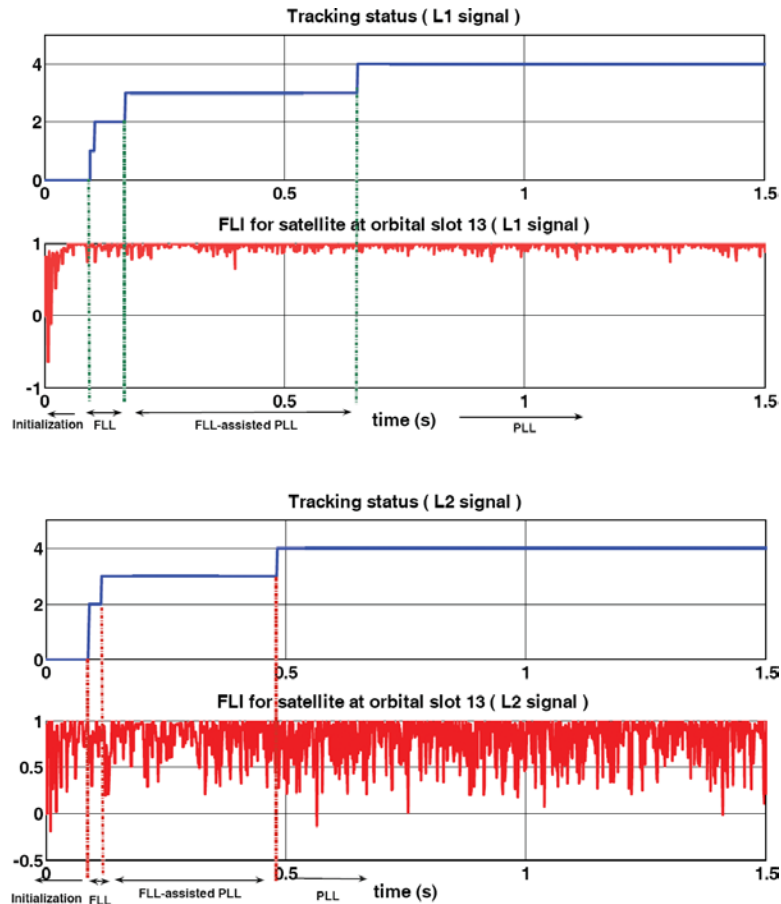 Tracking status ( L1 signal )
4
2
0
0 0.5 1 1.5
FLI for satellite at orbital slot 13 ( L1 signal )
1
0
-1
0 0.5 1 1.5
time (s)
Initialization FLL FLL-assisted PLL PLL
Tracking status ( L2 signal )
4
2
0
0 0.5 1 1.5
FLI for satellite at orbital slot 13 ( L2 signal )
1
0.5
0
-0.5
0 0.5 1 1.5
Initialization FLL FLL-assisted PLL PLL time (s)